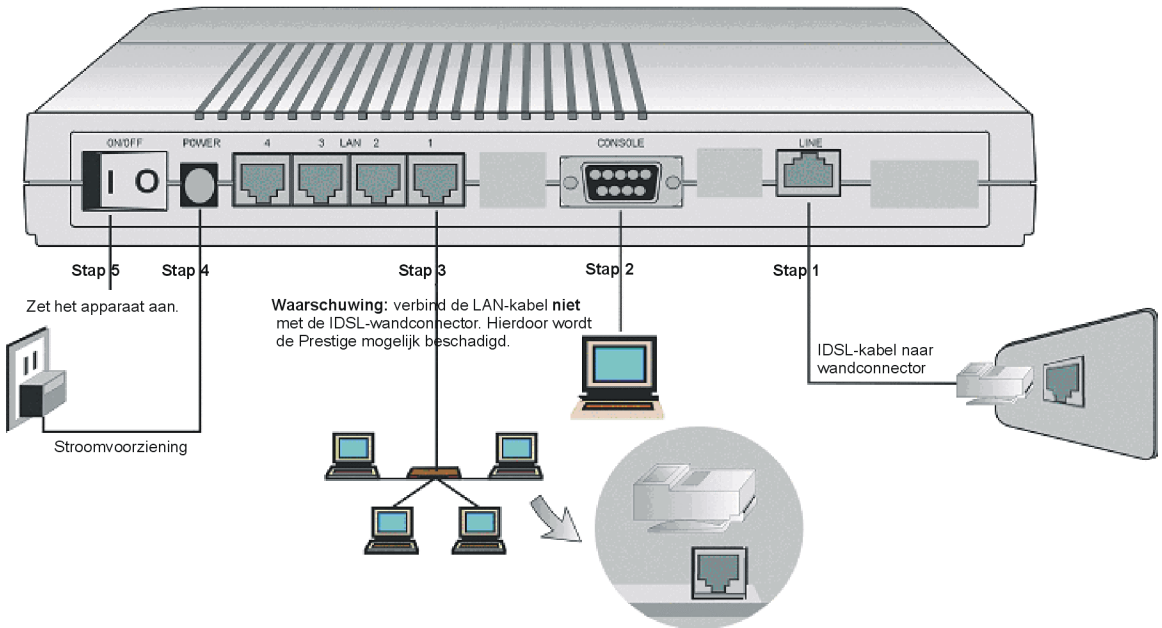 ON/OFF POWER 4 3 LAN 2 1 CONSOLE LINE
Stap 5 Stap 4 Stap 3 Stap 2 Stap 1
Zet het apparaat aan.
Waarschuwing: verbind de LAN-kabel niet
met de IDSL-wandconnector. Hierdoor wordt
de Prestige mogelijk beschadigd.
IDSL-kabel naar
wandconnector
Stroomvoorziening